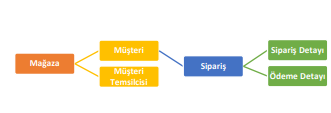 Mağaza
Müşteri
Müşteri
Temsilcisi
Sipariş
Sipariş Detayı
Ödeme Detayı